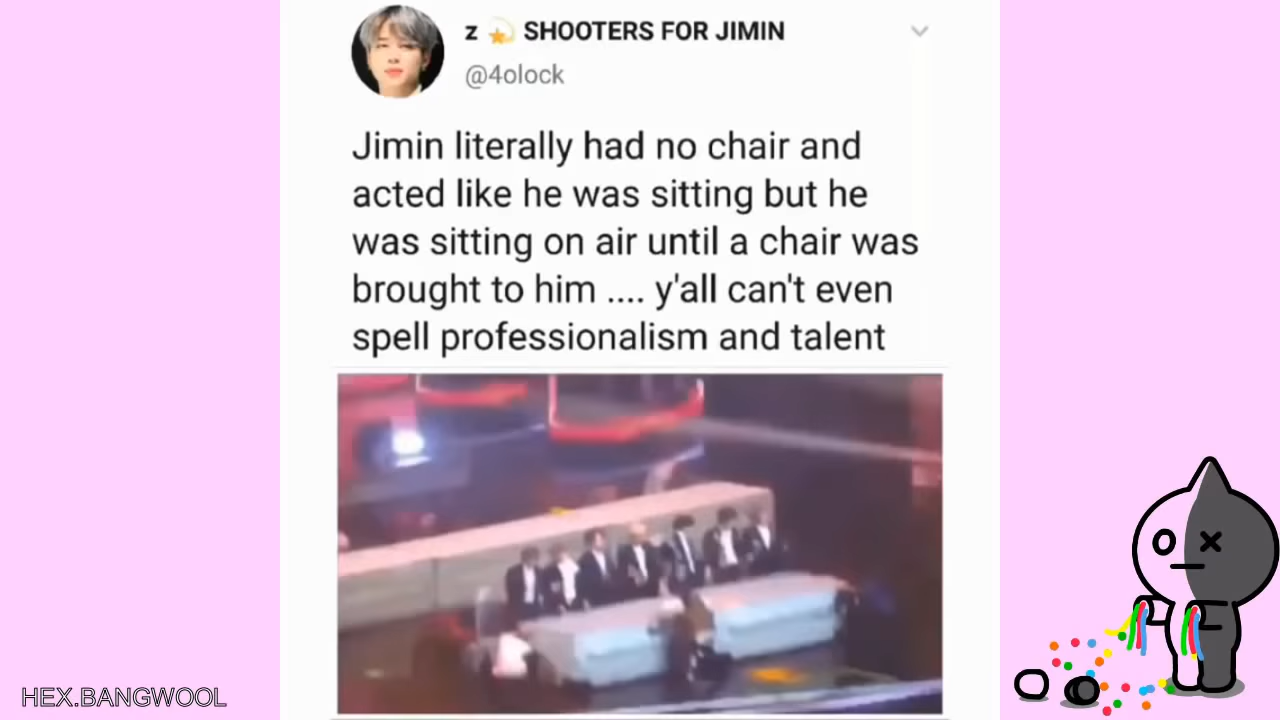 z 💫 SHOOTERS FOR JIMIN
@4olock
Jimin literally had no chair and
acted like he was sitting but he
was sitting on air until a chair was
brought to him .... y'all can't even
spell professionalism and talent
HEX.BANGWOOL